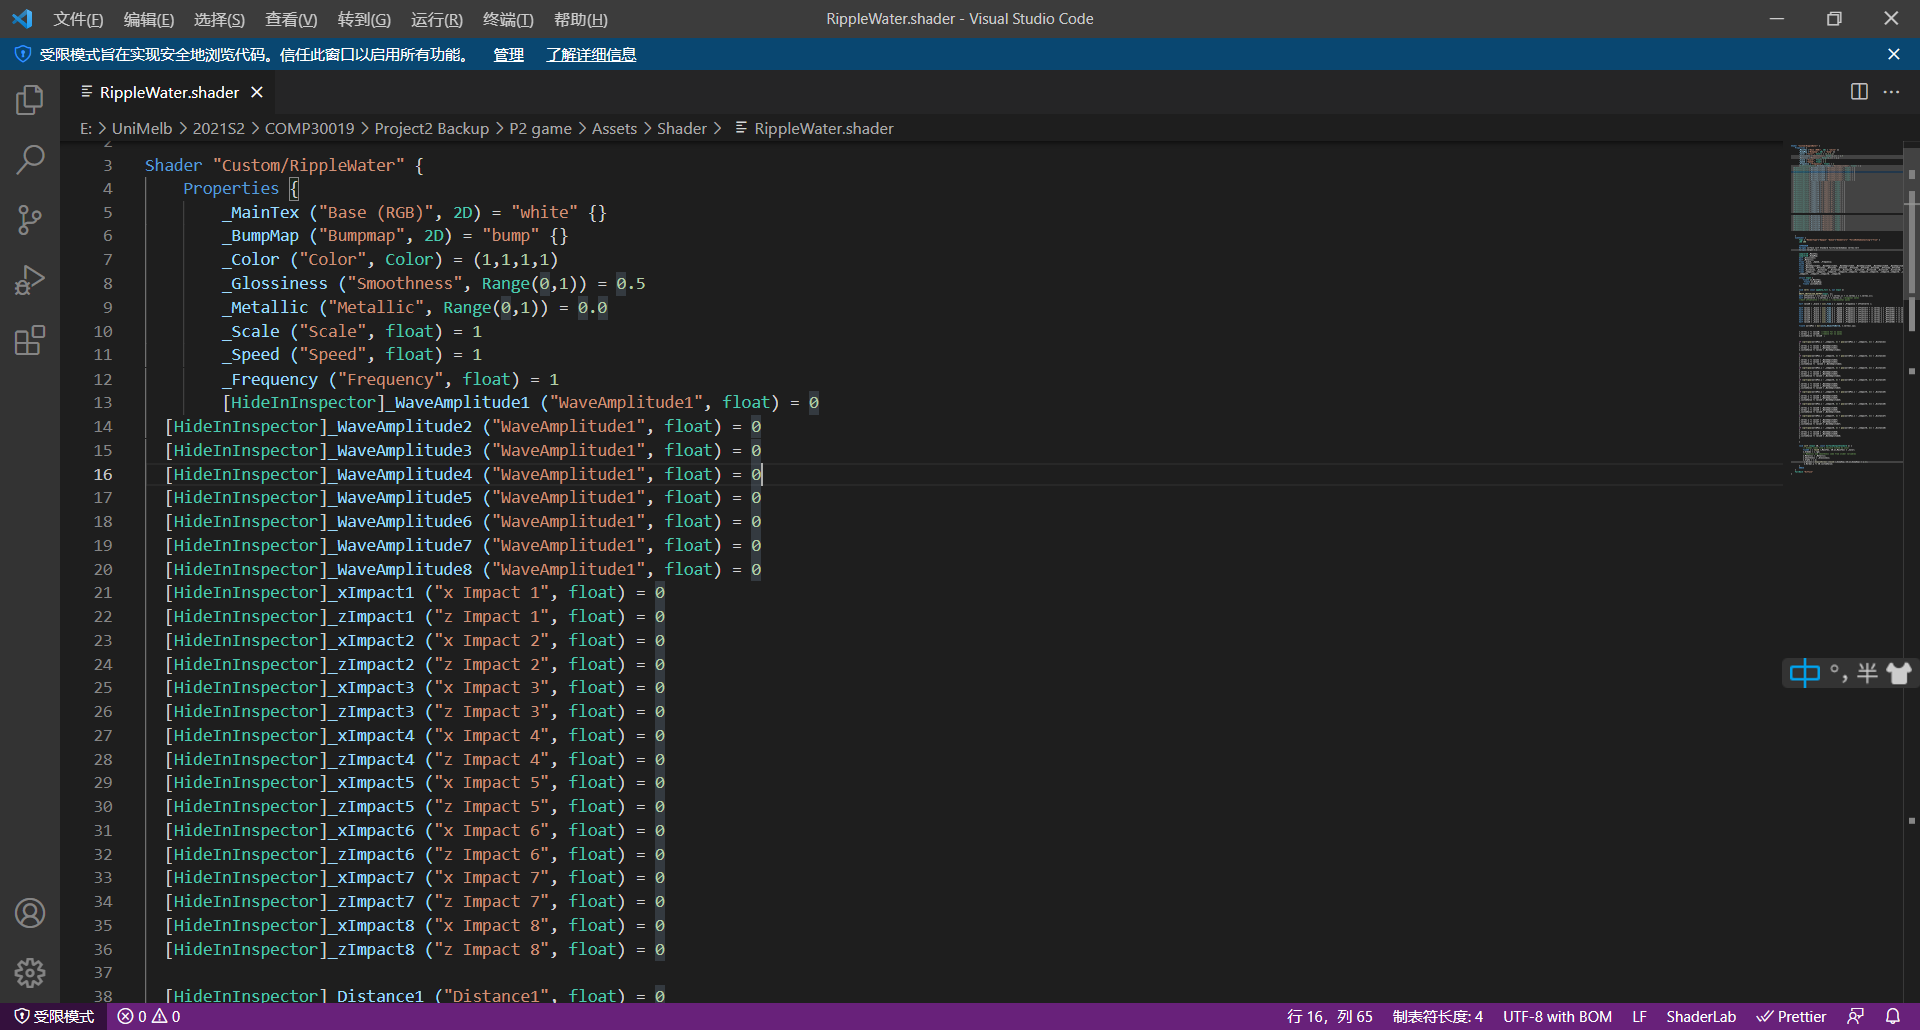 文件(F) 编辑(E) 选择(S) 查看(V) 转到(G) 运行(R) 终端(T) 帮助(H) RippleWater.shader - Visual Studio Code
受限模式旨在实现安全地浏览代码。信任此窗口以启用所有功能。 管理 了解详细信息
RippleWater.shader
E: > UniMelb > 2021S2 > COMP30019 > Project2 Backup > P2 game > Assets > Shader > RippleWater.shader
2
3 Shader "Custom/RippleWater" {
4 Properties {
5 _MainTex ("Base (RGB)", 2D) = "white" {}
6 _BumpMap ("Bumpmap", 2D) = "bump" {}
7 _Color ("Color", Color) = (1,1,1,1)
8 _Glossiness ("Smoothness", Range(0,1)) = 0.5
9 _Metallic ("Metallic", Range(0,1)) = 0.0
10 _Scale ("Scale", float) = 1
11 _Speed ("Speed", float) = 1
12 _Frequency ("Frequency", float) = 1
13 [HideInInspector]_WaveAmplitude1 ("WaveAmplitude1", float) = 0
14 [HideInInspector]_WaveAmplitude2 ("WaveAmplitude1", float) = 0
15 [HideInInspector]_WaveAmplitude3 ("WaveAmplitude1", float) = 0
16 [HideInInspector]_WaveAmplitude4 ("WaveAmplitude1", float) = 0
17 [HideInInspector]_WaveAmplitude5 ("WaveAmplitude1", float) = 0
18 [HideInInspector]_WaveAmplitude6 ("WaveAmplitude1", float) = 0
19 [HideInInspector]_WaveAmplitude7 ("WaveAmplitude1", float) = 0
20 [HideInInspector]_WaveAmplitude8 ("WaveAmplitude1", float) = 0
21 [HideInInspector]_xImpact1 ("x Impact 1", float) = 0
22 [HideInInspector]_zImpact1 ("z Impact 1", float) = 0
23 [HideInInspector]_xImpact2 ("x Impact 2", float) = 0
24 [HideInInspector]_zImpact2 ("z Impact 2", float) = 0
25 [HideInInspector]_xImpact3 ("x Impact 3", float) = 0
26 [HideInInspector]_zImpact3 ("z Impact 3", float) = 0
27 [HideInInspector]_xImpact4 ("x Impact 4", float) = 0
28 [HideInInspector]_zImpact4 ("z Impact 4", float) = 0
29 [HideInInspector]_xImpact5 ("x Impact 5", float) = 0
30 [HideInInspector]_zImpact5 ("z Impact 5", float) = 0
31 [HideInInspector]_xImpact6 ("x Impact 6", float) = 0
32 [HideInInspector]_zImpact6 ("z Impact 6", float) = 0
33 [HideInInspector]_xImpact7 ("x Impact 7", float) = 0
34 [HideInInspector]_zImpact7 ("z Impact 7", float) = 0
35 [HideInInspector]_xImpact8 ("x Impact 8", float) = 0
36 [HideInInspector]_zImpact8 ("z Impact 8", float) = 0
37
38 [HideInInspector]_Distance1 ("Distance1", float) = 0
中 °, 半
受限模式 0 0 行 16，列 65 制表符长度: 4 UTF-8 with BOM LF ShaderLab Prettier